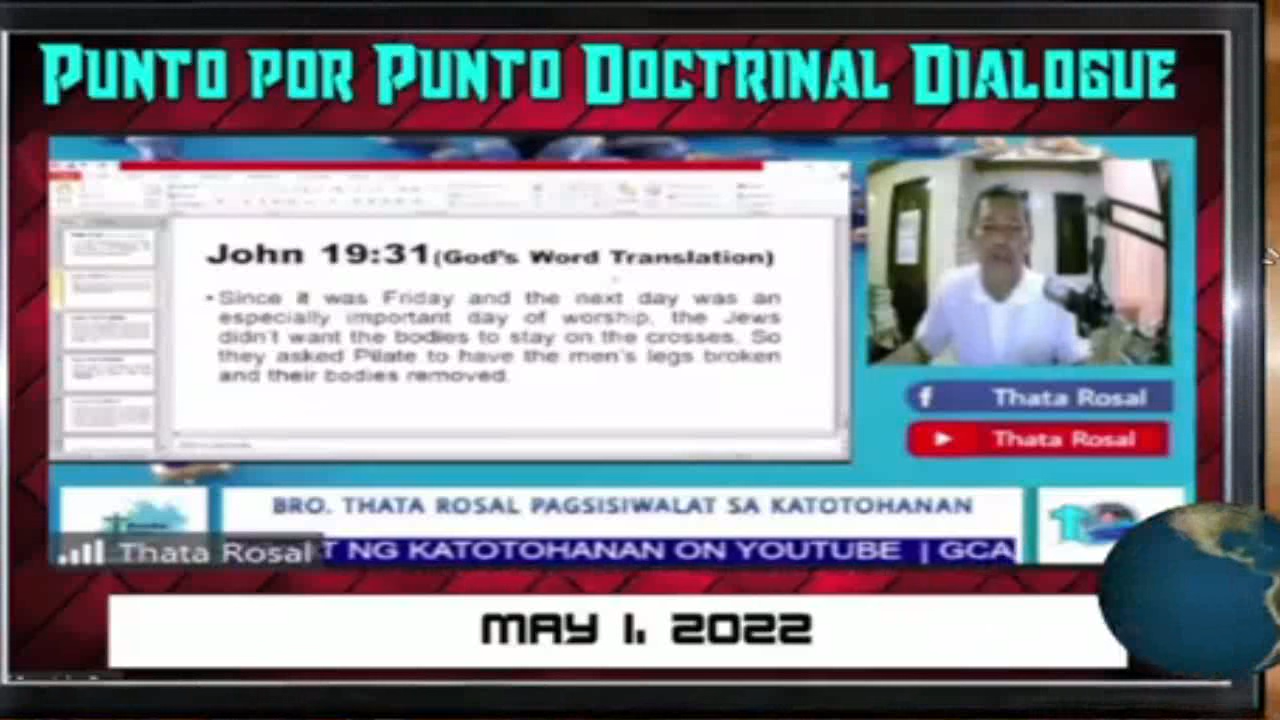 PUNTO POR PUNTO DOCTRINAL DIALOGUE
John 19:31 (God's Word Translation)
• Since it was Friday and the next day was an
especially important day of worship, the Jews
didn't want the bodies to stay on the crosses. So
they asked Pilate to have the men's legs broken
and their bodies removed.
f Thata Rosal
Thata Rosal
BRO. THATA ROSAL PAGSISIWALAT SA KATOTOHANAN
Thata Rosal
T NG KATOTOHANAN ON YOUTUBE | GCA
MAY 1, 2022